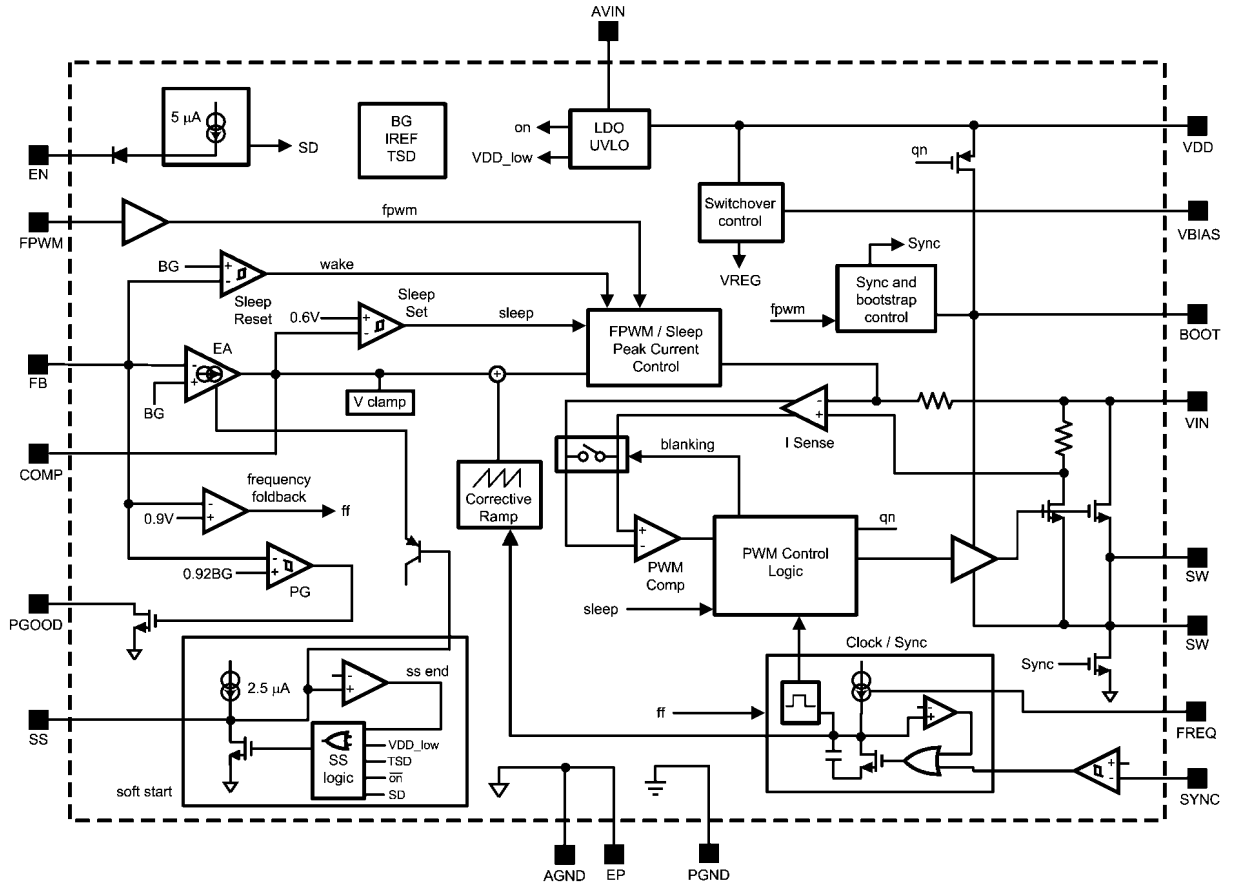 AVIN
5 µA
SD
EN
BG
IREF
TSD
on
VDD_low
LDO
UVLO
VDD
qn
FPWM
fpwm
Switchover
control
VBIAS
VREG
Sync
BG
wake
Sleep
Reset
0.6V
Sleep
Set
sleep
Sync and
bootstrap
control
fpwm
BOOT
FPWM / Sleep
Peak Current
Control
FB
EA
BG
V clamp
+
-
+
I Sense
VIN
COMP
blanking
frequency
foldback
ff
0.9V
Corrective
Ramp
PWM
Comp
PWM Control
Logic
qn
SW
0.92BG
PG
PGOOD
sleep
SW
Clock / Sync
Sync
2.5 µA
ss end
SS
ff
FREQ
SS
logic
VDD_low
TSD
on
SD
soft start
SYNC
AGND
EP
PGND